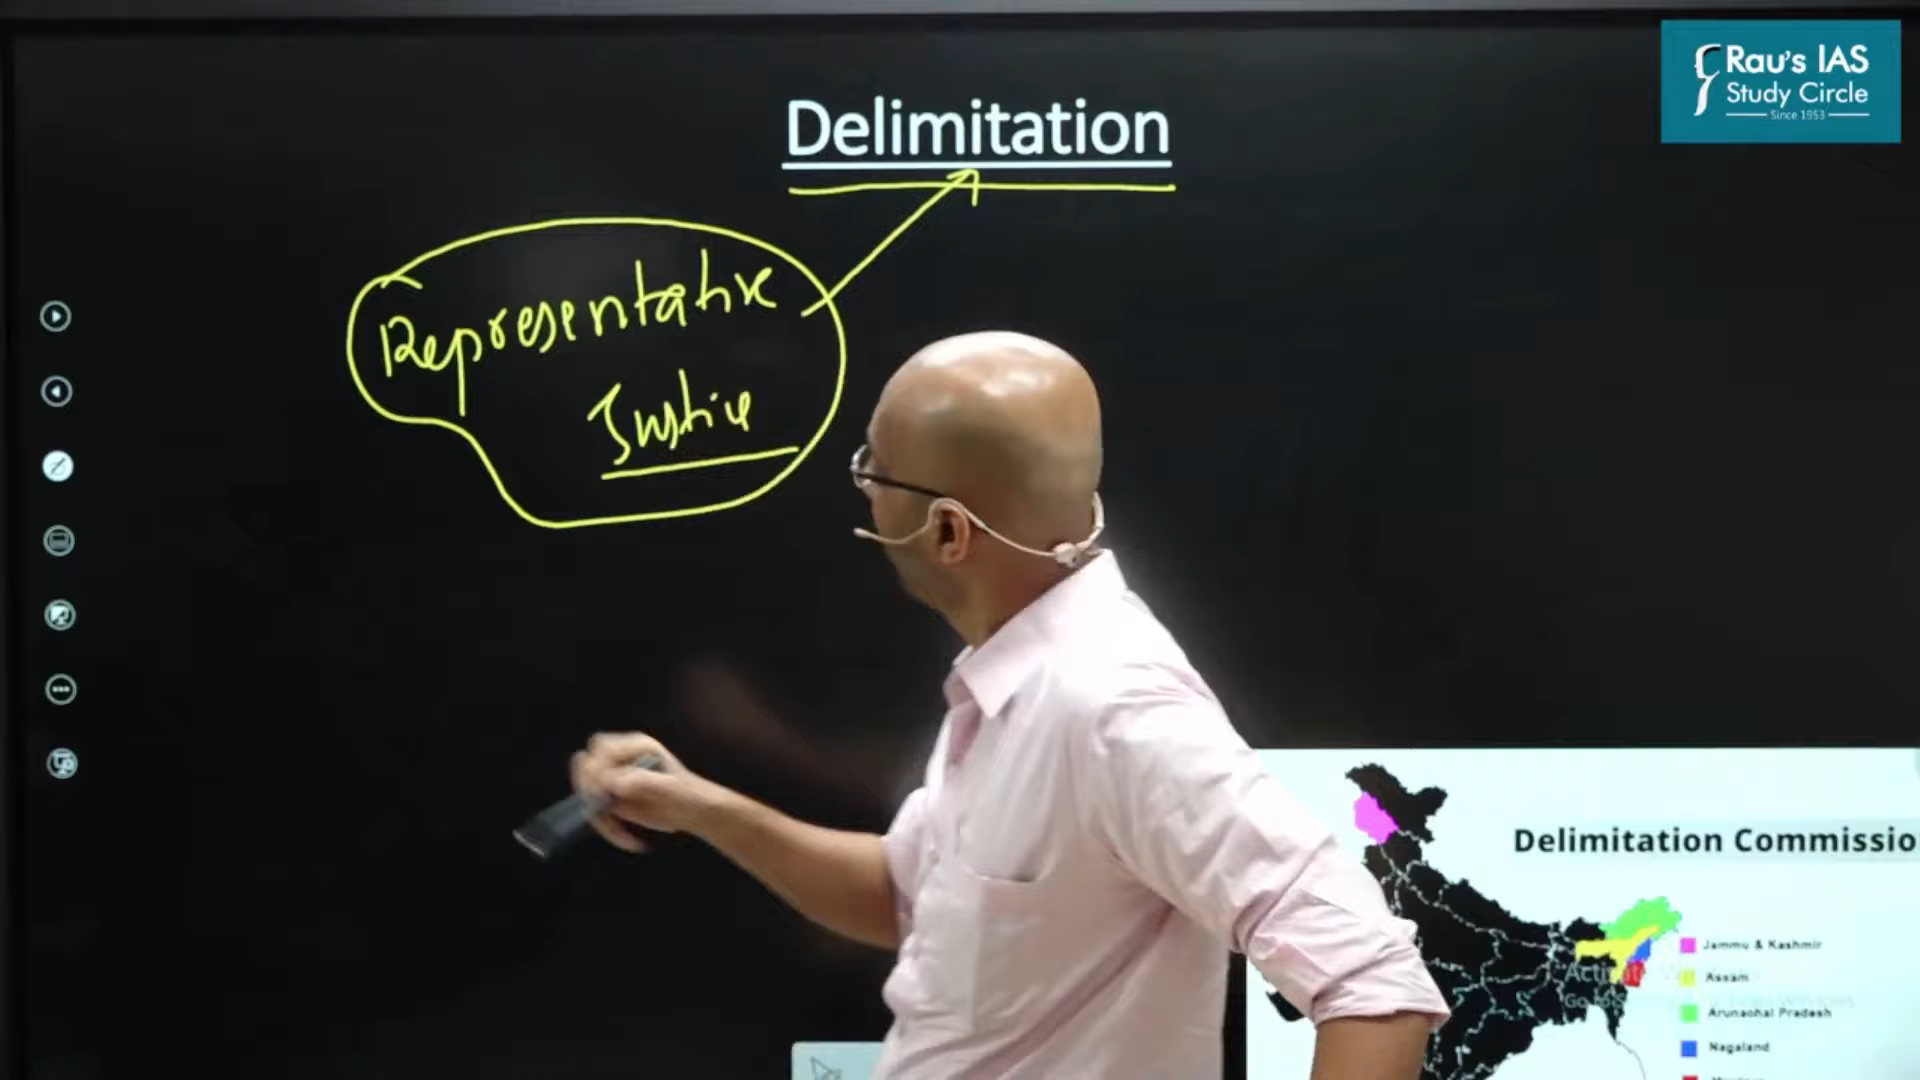 Delimitation
Rau's IAS
Study Circle
Since 1953
Representative
Justice
Delimitation Commissio
Jammu & Kashmir
Assam
Arunachal Pradesh
Nagaland